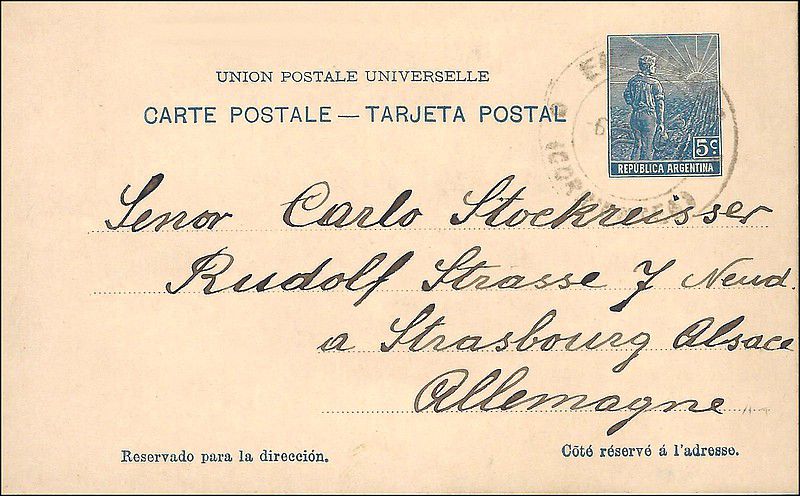 UNION POSTALE UNIVERSELLE
CARTE POSTALE — TARJETA POSTAL
5c
REPÚBLICA ARGENTINA
Senor Carlo Stockreisser
Rudolf Strasse 7 Neud.
a Strasbourg Alsace
Allemagne
Reservado para la dirección.
Côté réservé á l'adresse.